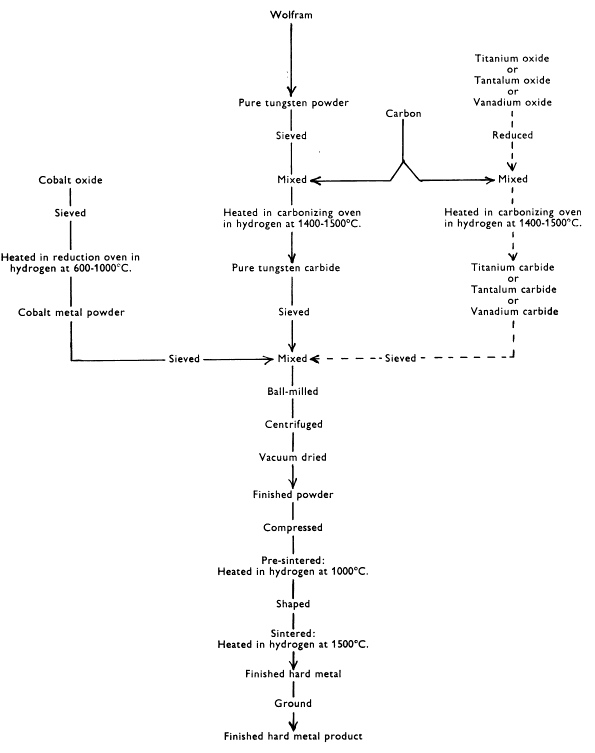 Wolfram
Titanium oxide
or
Tantalum oxide
or
Vanadium oxide
Pure tungsten powder
Carbon
Sieved
Reduced
Cobalt oxide
Mixed
Mixed
Sieved
Heated in carbonizing oven
in hydrogen at 1400-1500°C.
Heated in carbonizing oven
in hydrogen at 1400-1500°C.
Heated in reduction oven in
hydrogen at 600-1000°C.
Pure tungsten carbide
Titanium carbide
or
Tantalum carbide
or
Vanadium carbide
Cobalt metal powder
Sieved
Sieved
Mixed
Sieved
Ball-milled
Centrifuged
Vacuum dried
Finished powder
Compressed
Pre-sintered:
Heated in hydrogen at 1000°C.
Shaped
Sintered:
Heated in hydrogen at 1500°C.
Finished hard metal
Ground
Finished hard metal product